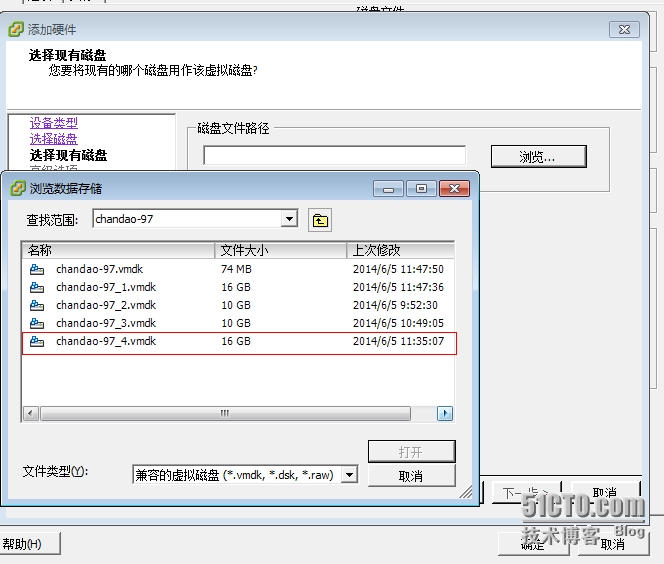 磁盘文件
添加硬件
选择现有磁盘
您要将现有的哪个磁盘用作该虚拟磁盘?
设备类型
选择磁盘
选择现有磁盘
高级选项
磁盘文件路径
浏览...
浏览数据存储
查找范围: chandao-97
名称 文件大小 上次修改
chandao-97.vmdk 74 MB 2014/6/5 11:47:50
chandao-97_1.vmdk 16 GB 2014/6/5 11:47:36
chandao-97_2.vmdk 10 GB 2014/6/5 9:52:30
chandao-97_3.vmdk 10 GB 2014/6/5 10:49:05
chandao-97_4.vmdk 16 GB 2014/6/5 11:35:07
打开
文件类型(Y): 兼容的虚拟磁盘 (*.vmdk, *.dsk, *.raw)
取消
下一步 > 取消
51CTO.com
技术博客 Blog
帮助(H) 确定 取消